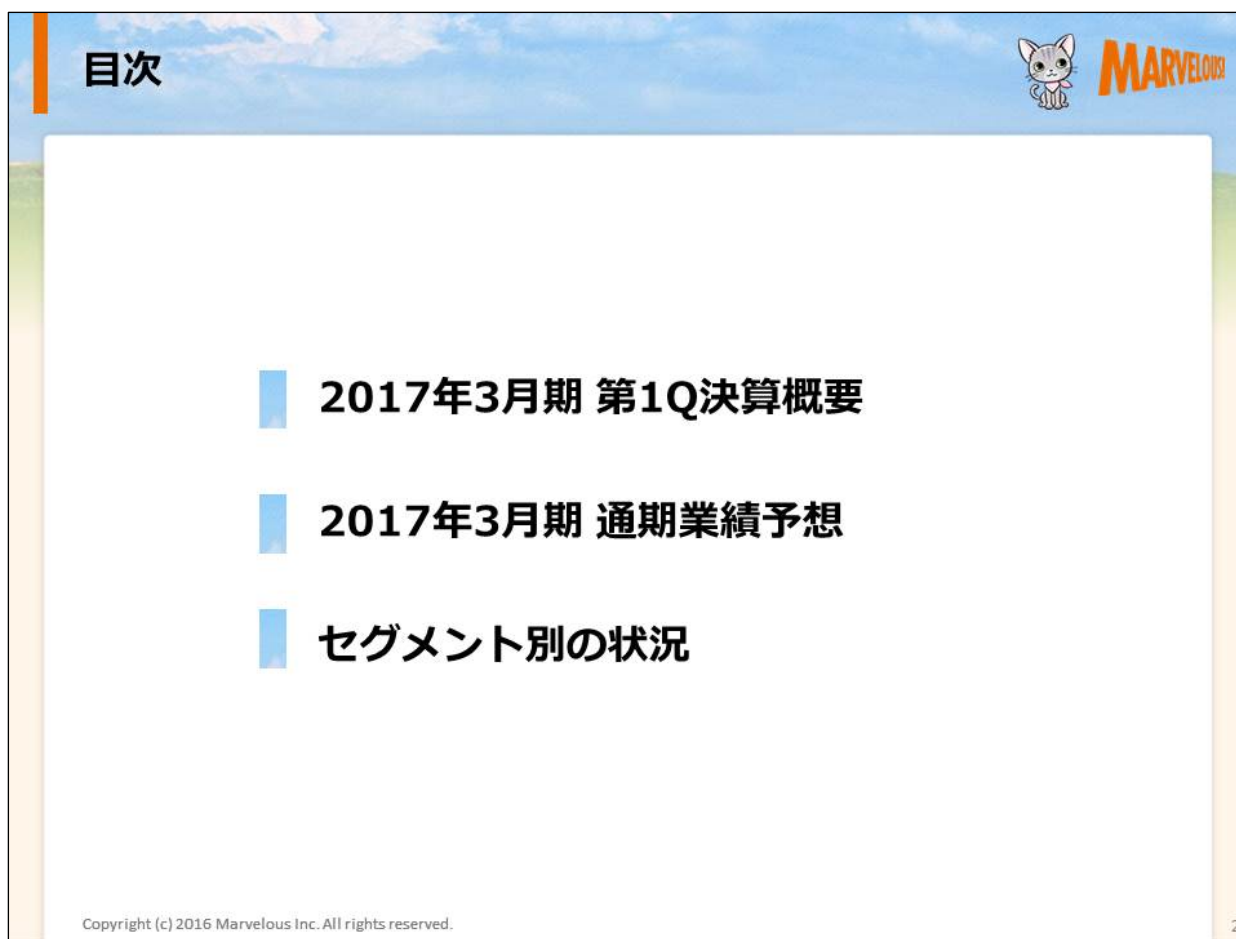 目次
MARVELOUS!
2017年3月期 第1Q決算概要
2017年3月期 通期業績予想
セグメント別の状況
Copyright (c) 2016 Marvelous Inc. All rights reserved.
2